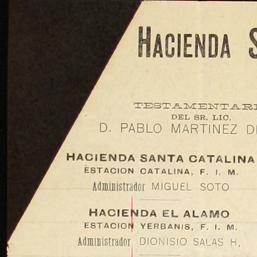 HACIENDA S
TESTAMENTARI
DEL SR. LIC.
D. PABLO MARTINEZ DE
HACIENDA SANTA CATALINA
ESTACION CATALINA, F. I. M.
Administrador MIGUEL SOTO
HACIENDA EL ALAMO
ESTACION YERBANIS, F. I. M.
Administrador DIONISIO SALAS H,